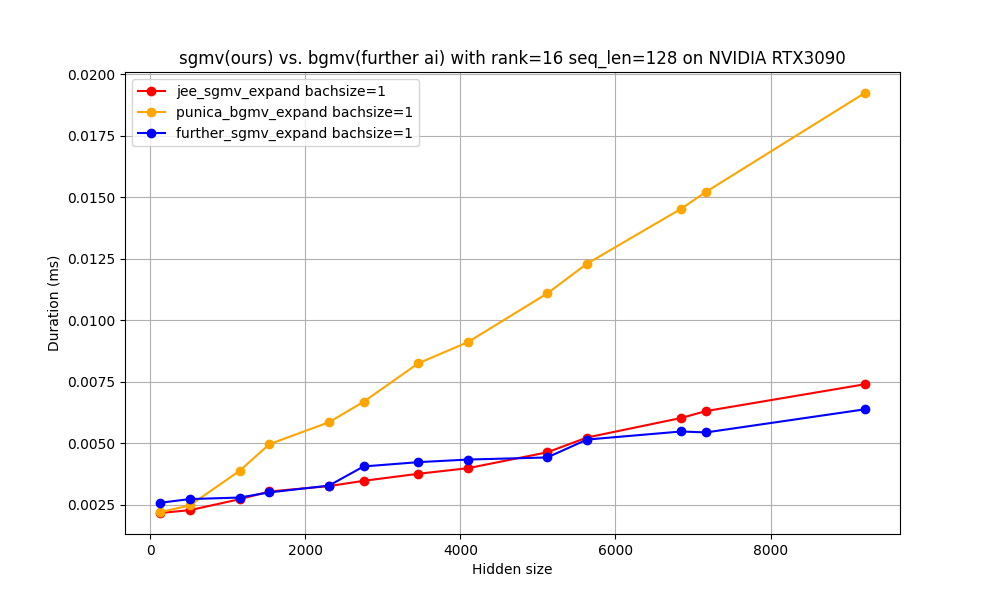 sgmv(ours) vs. bgmv(further ai) with rank=16 seq_len=128 on NVIDIA RTX3090
jee_sgmv_expand bachsize=1
punica_bgmv_expand bachsize=1
further_sgmv_expand bachsize=1
0.0200
0.0175
0.0150
0.0125
0.0100
0.0075
0.0050
0.0025
Duration (ms)
0 2000 4000 6000 8000
Hidden size